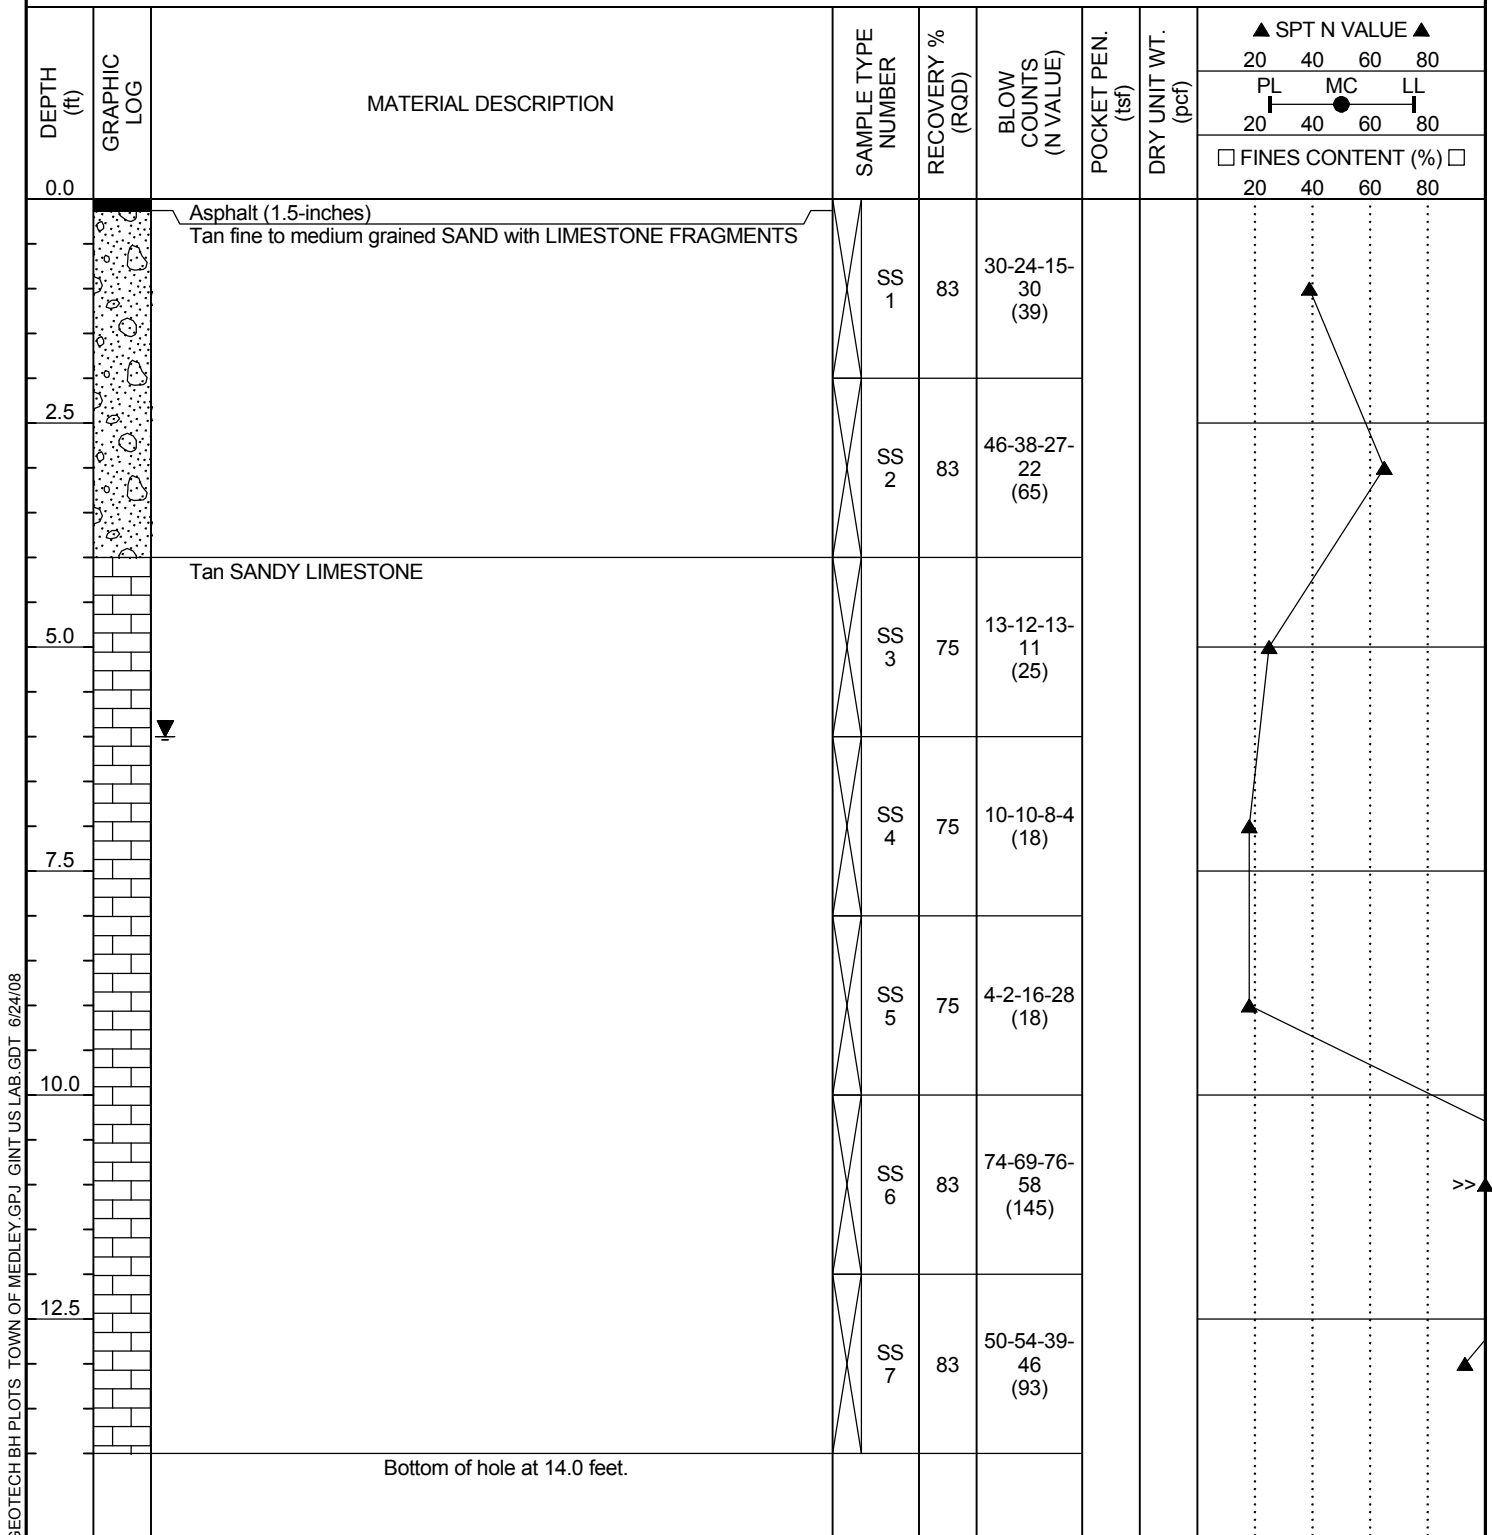 DEPTH
(ft)
GRAPHIC
LOG
MATERIAL DESCRIPTION
SAMPLE TYPE
NUMBER
RECOVERY %
(RQD)
BLOW
COUNTS
(N VALUE)
POCKET PEN.
(tsf)
DRY UNIT WT.
(pcf)
▲ SPT N VALUE ▲
20 40 60 80
PL MC LL
20 40 60 80
□ FINES CONTENT (%) □
20 40 60 80
0.0
Asphalt (1.5-inches)
Tan fine to medium grained SAND with LIMESTONE FRAGMENTS
SS
1
83
30-24-15-
30
(39)
2.5
SS
2
83
46-38-27-
22
(65)
Tan SANDY LIMESTONE
5.0
SS
3
75
13-12-13-
11
(25)
SS
4
75
10-10-8-4
(18)
7.5
SS
5
75
4-2-16-28
(18)
10.0
SS
6
83
74-69-76-
58
(145)
>>
12.5
SS
7
83
50-54-39-
46
(93)
Bottom of hole at 14.0 feet.
GEOTECH BH PLOTS TOWN OF MEDLEY.GPJ GINT US LAB.GDT 6/24/08